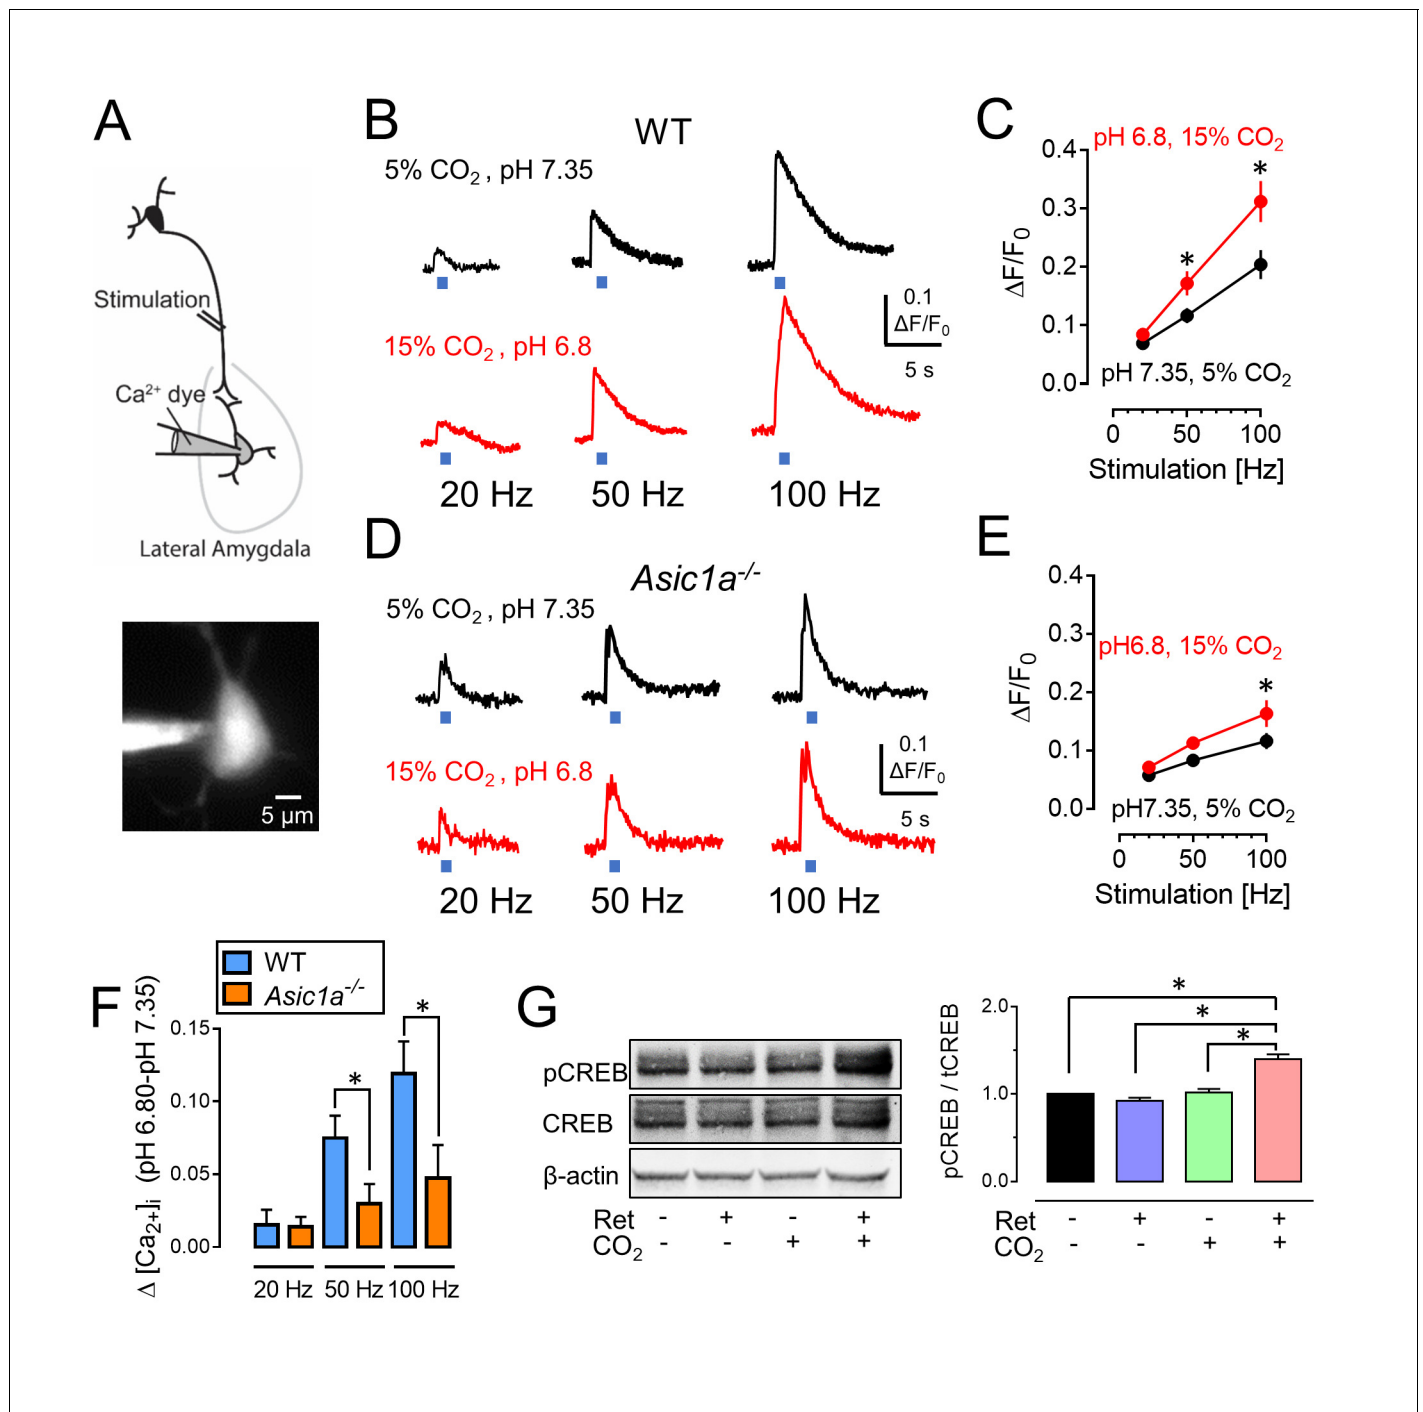 A
Stimulation
Ca²⁺ dye
Lateral Amygdala
5 µm
B
WT
5% CO₂ , pH 7.35
15% CO₂ , pH 6.8
0.1
ΔF/F₀
5 s
20 Hz 50 Hz 100 Hz
C
pH 6.8, 15% CO₂
0.4
0.3
0.2
0.1
0.0
ΔF/F₀
*
*
pH 7.35, 5% CO₂
0 50 100
Stimulation [Hz]
D
Asic1a⁻/⁻
5% CO₂ , pH 7.35
15% CO₂ , pH 6.8
0.1
ΔF/F₀
5 s
20 Hz 50 Hz 100 Hz
E
0.4
0.3
0.2
0.1
0.0
ΔF/F₀
pH6.8, 15% CO₂
*
pH7.35, 5% CO₂
0 50 100
Stimulation [Hz]
F
WT
Asic1a⁻/⁻
Δ [Ca₂₊]ᵢ (pH 6.80-pH 7.35)
0.15
0.10
0.05
0.00
*
*
20 Hz 50 Hz 100 Hz
G
pCREB
CREB
β-actin
Ret - + - +
CO₂ - - + +
pCREB / tCREB
2.0
1.0
0.0
*
*
*
Ret - + - +
CO₂ - - + +